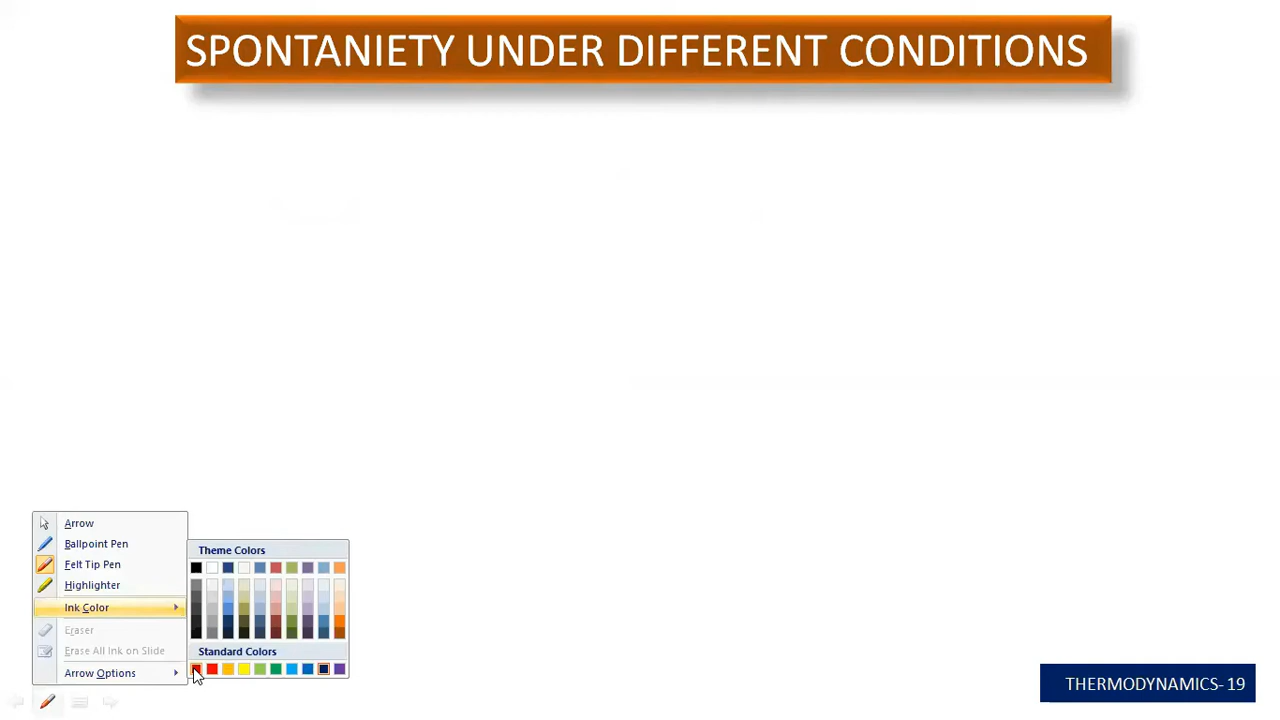 SPONTANIETY UNDER DIFFERENT CONDITIONS
Arrow
Ballpoint Pen
Felt Tip Pen
Highlighter
Ink Color
Eraser
Erase All Ink on Slide
Arrow Options
Theme Colors
Standard Colors
THERMODYNAMICS- 19